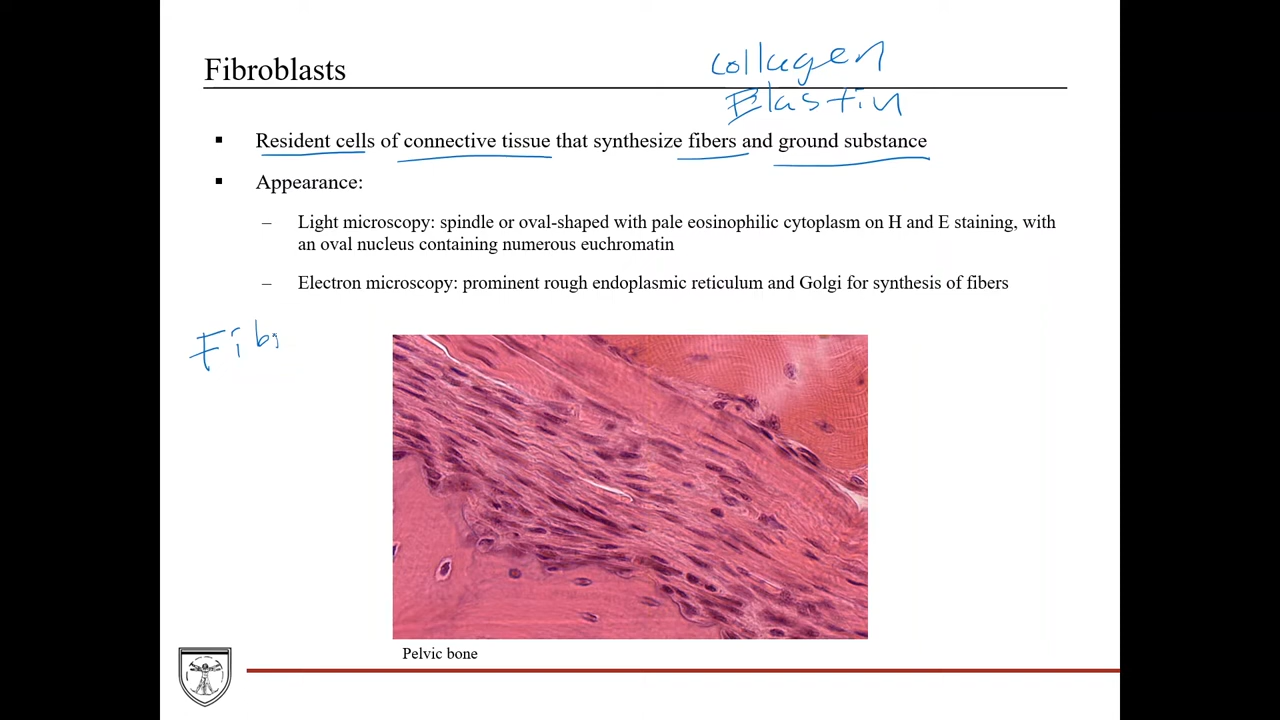 Fibroblasts
Collagen
Elastin
▪ Resident cells of connective tissue that synthesize fibers and ground substance
▪ Appearance:
– Light microscopy: spindle or oval-shaped with pale eosinophilic cytoplasm on H and E staining, with
an oval nucleus containing numerous euchromatin
– Electron microscopy: prominent rough endoplasmic reticulum and Golgi for synthesis of fibers
Fibr
Pelvic bone